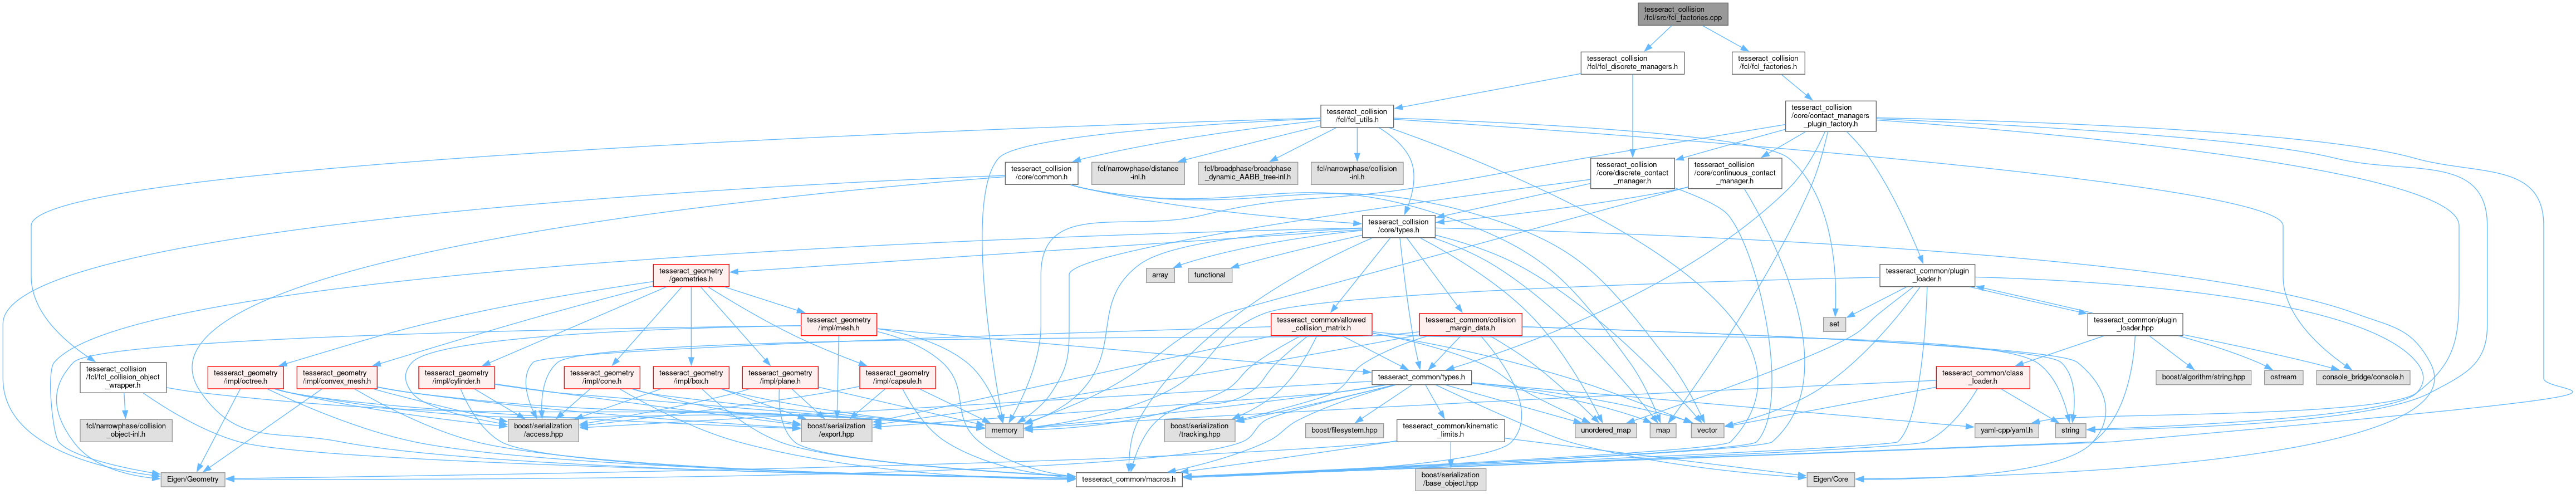 tesseract_collision
/fcl/src/fcl_factories.cpp
tesseract_collision
/fcl/fcl_discrete_managers.h
tesseract_collision
/fcl/fcl_factories.h
tesseract_collision
/fcl/fcl_utils.h
tesseract_collision
/core/contact_managers
_plugin_factory.h
tesseract_collision
/core/common.h
fcl/narrowphase/distance
-inl.h
fcl/broadphase/broadphase
_dynamic_AABB_tree-inl.h
fcl/narrowphase/collision
-inl.h
tesseract_collision
/core/discrete_contact
_manager.h
tesseract_collision
/core/continuous_contact
_manager.h
tesseract_collision
/core/types.h
tesseract_geometry
/geometries.h
array
functional
tesseract_common/plugin
_loader.h
tesseract_geometry
/impl/mesh.h
tesseract_common/allowed
_collision_matrix.h
tesseract_common/collision
_margin_data.h
set
tesseract_common/plugin
_loader.hpp
tesseract_collision
/fcl/fcl_collision_object
_wrapper.h
tesseract_geometry
/impl/octree.h
tesseract_geometry
/impl/convex_mesh.h
tesseract_geometry
/impl/cylinder.h
tesseract_geometry
/impl/cone.h
tesseract_geometry
/impl/box.h
tesseract_geometry
/impl/plane.h
tesseract_geometry
/impl/capsule.h
tesseract_common/types.h
tesseract_common/class
_loader.h
boost/algorithm/string.hpp
ostream
console_bridge/console.h
fcl/narrowphase/collision
_object-inl.h
boost/serialization
/access.hpp
boost/serialization
/export.hpp
memory
boost/serialization
/tracking.hpp
boost/filesystem.hpp
tesseract_common/kinematic
_limits.h
unordered_map
map
vector
yaml-cpp/yaml.h
string
Eigen/Geometry
tesseract_common/macros.h
boost/serialization
/base_object.hpp
Eigen/Core